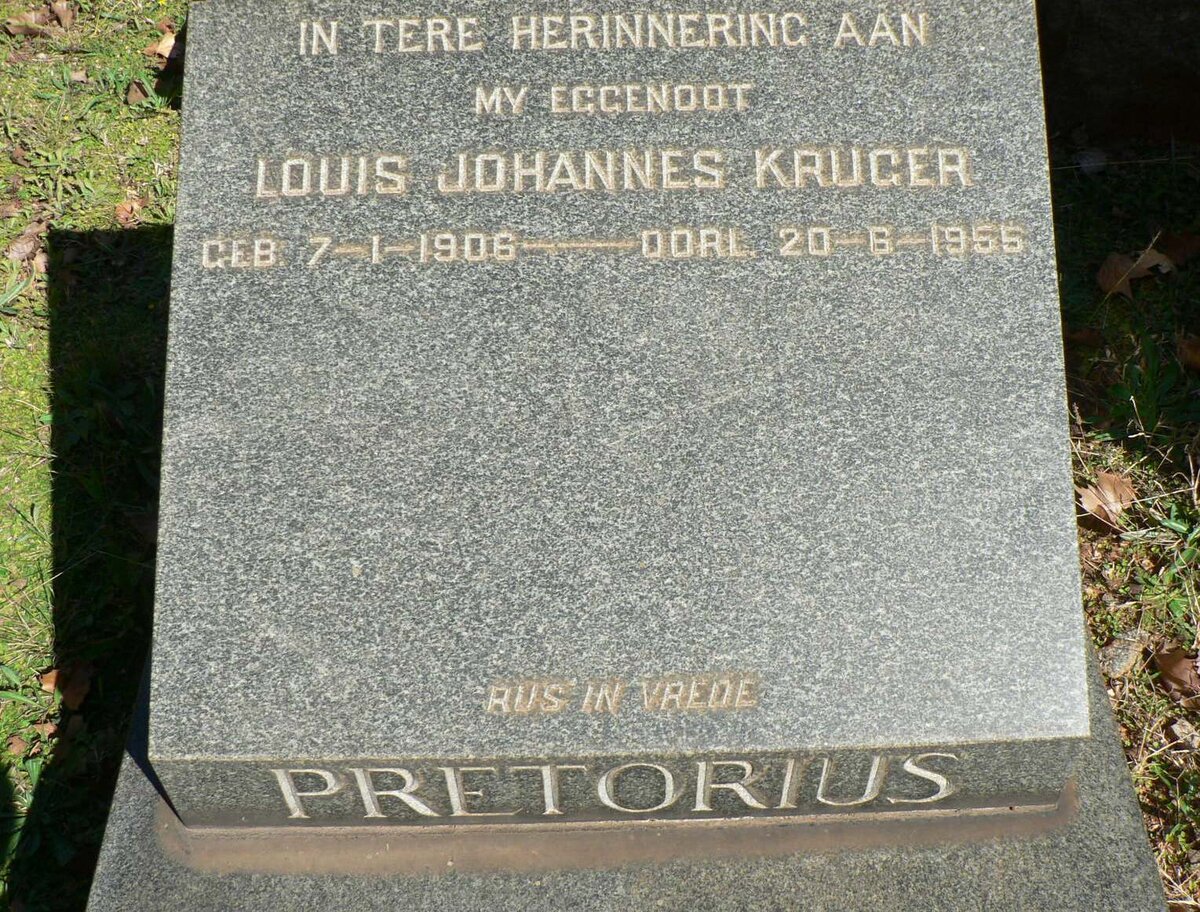 IN TERE HERINNERING AAN
MY EGGENOOT
LOUIS JOHANNES KRUGER
GEB. 7-1-1906 — OORL. 20-6-1955
RUS IN VREDE
PRETORIUS